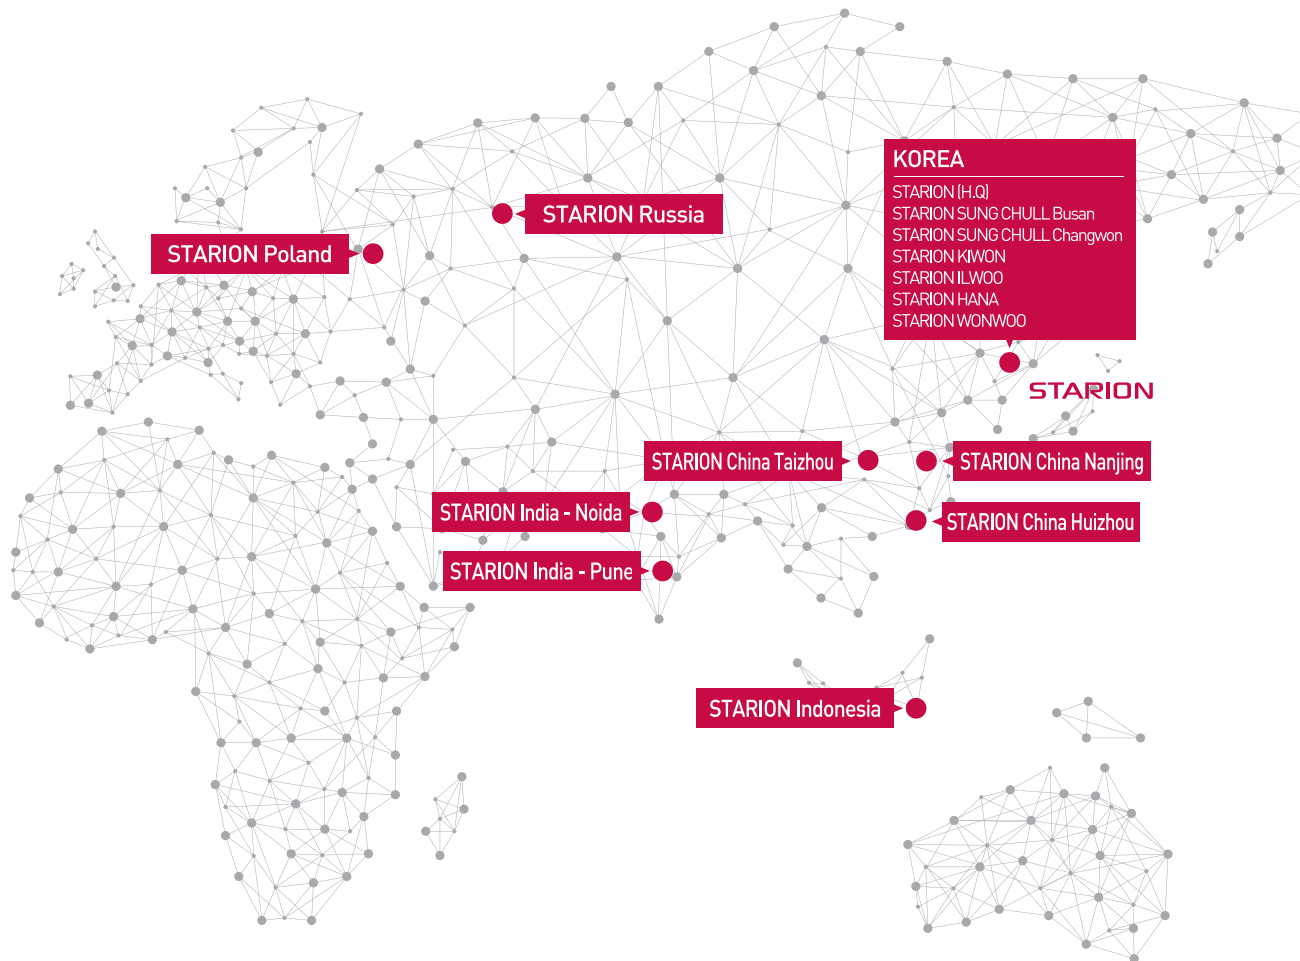 KOREA
STARION (H.Q)
STARION SUNG CHULL Busan
STARION SUNG CHULL Changwon
STARION KIWON
STARION ILWOO
STARION HANA
STARION WONWOO
STARION Russia
STARION Poland
STARION
STARION China Taizhou
STARION China Nanjing
STARION India - Noida
STARION China Huizhou
STARION India - Pune
STARION Indonesia